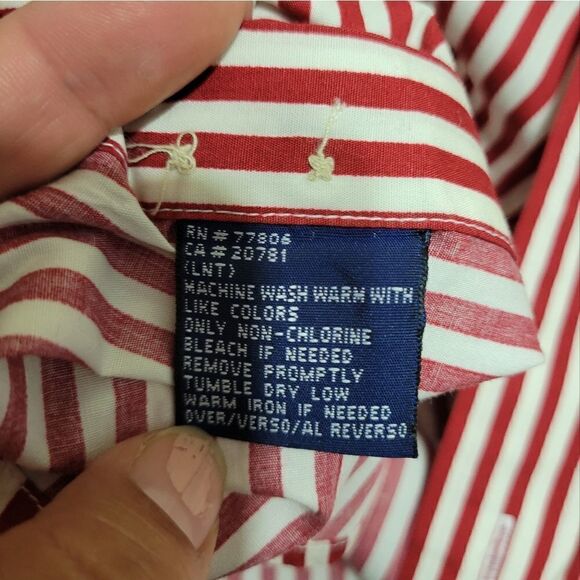 RN # 77806
CA # 20781
(LNT)
MACHINE WASH WARM WITH
LIKE COLORS
ONLY NON-CHLORINE
BLEACH IF NEEDED
REMOVE PROMPTLY
TUMBLE DRY LOW
WARM IRON IF NEEDED
OVER/VERSO/AL REVERSO